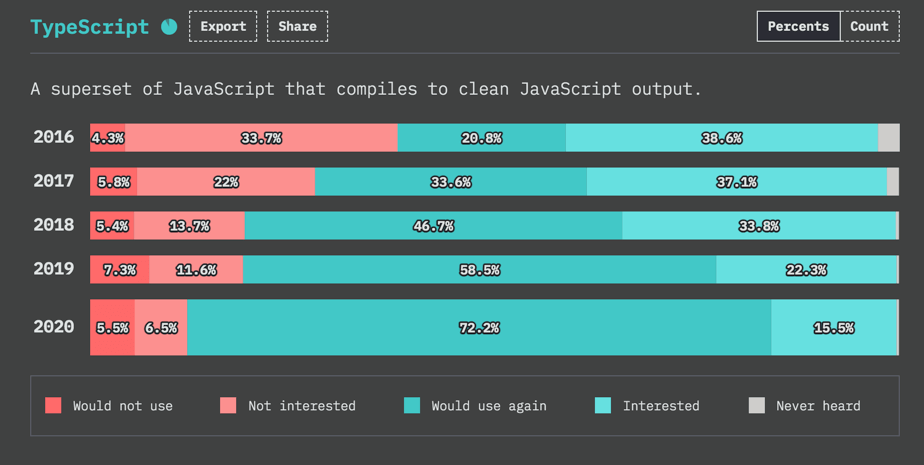 TypeScript Export Share Percents Count
A superset of JavaScript that compiles to clean JavaScript output.
2016 4.3% 33.7% 20.8% 38.6%
2017 5.8% 22% 33.6% 37.1%
2018 5.4% 13.7% 46.7% 33.8%
2019 7.3% 11.6% 58.5% 22.3%
2020 5.5% 6.5% 72.2% 15.5%
Would not use Not interested Would use again Interested Never heard